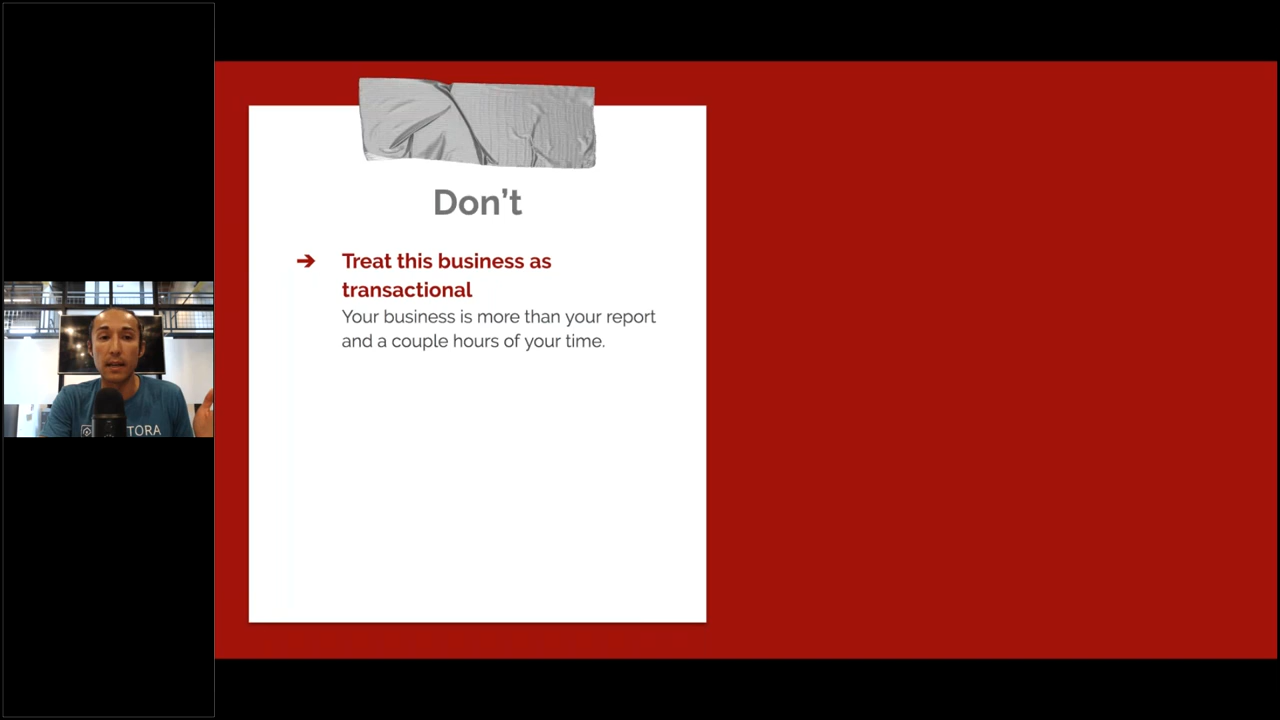 Don't
➔ Treat this business as
transactional
Your business is more than your report
and a couple hours of your time.
TORA